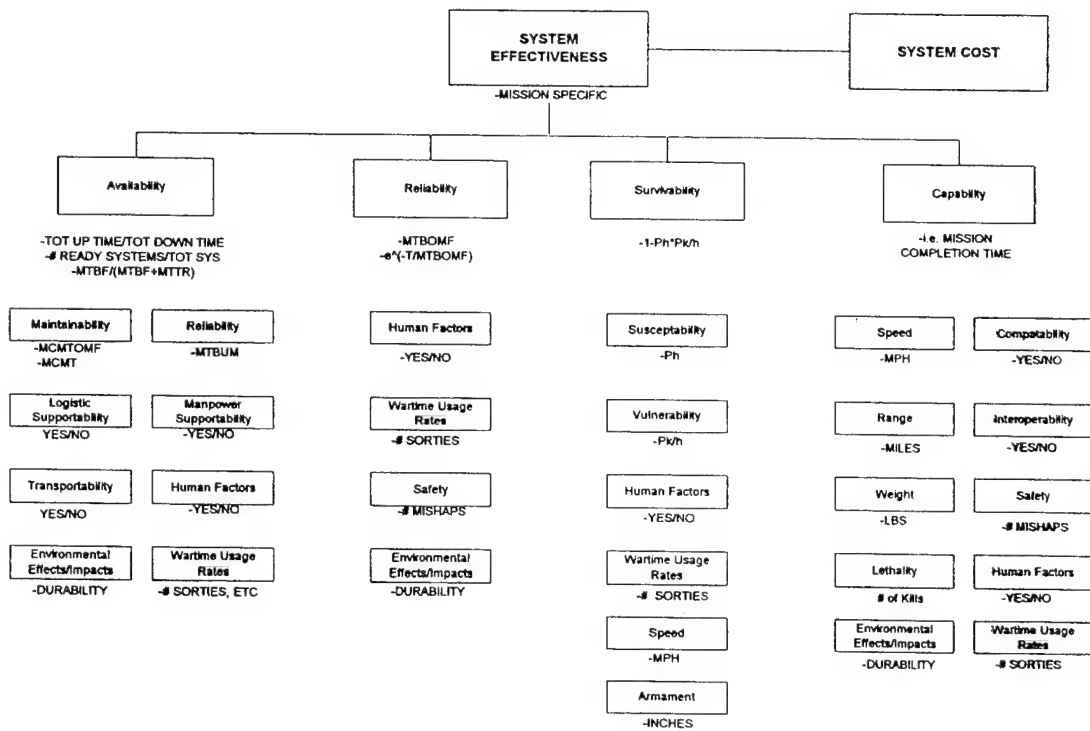 SYSTEM
EFFECTIVENESS
-MISSION SPECIFIC
SYSTEM COST
Availability
-TOT UP TIME/TOT DOWN TIME
-# READY SYSTEMS/TOT SYS
-MTBF/(MTBF+MTTR)
Reliability
-MTBOMF
-e^(-T/MTBOMF)
Survivability
-1-Ph*Pk/h
Capability
-i.e. MISSION
COMPLETION TIME
Maintainability
-MCMTOMF
-MCMT
Reliability
-MTBUM
Logistic
Supportability
YES/NO
Manpower
Supportability
-YES/NO
Transportability
YES/NO
Human Factors
-YES/NO
Environmental
Effects/Impacts
-DURABILITY
Wartime Usage
Rates
-# SORTIES, ETC
Human Factors
-YES/NO
Wartime Usage
Rates
-# SORTIES
Safety
-# MISHAPS
Environmental
Effects/Impacts
-DURABILITY
Susceptability
-Ph
Vulnerability
-Pk/h
Human Factors
-YES/NO
Wartime Usage
Rates
-# SORTIES
Speed
-MPH
Armament
-INCHES
Speed
-MPH
Compatability
-YES/NO
Range
-MILES
Interoperability
-YES/NO
Weight
-LBS
Safety
-# MISHAPS
Lethality
# of Kills
Human Factors
-YES/NO
Environmental
Effects/Impacts
-DURABILITY
Wartime Usage
Rates
-# SORTIES